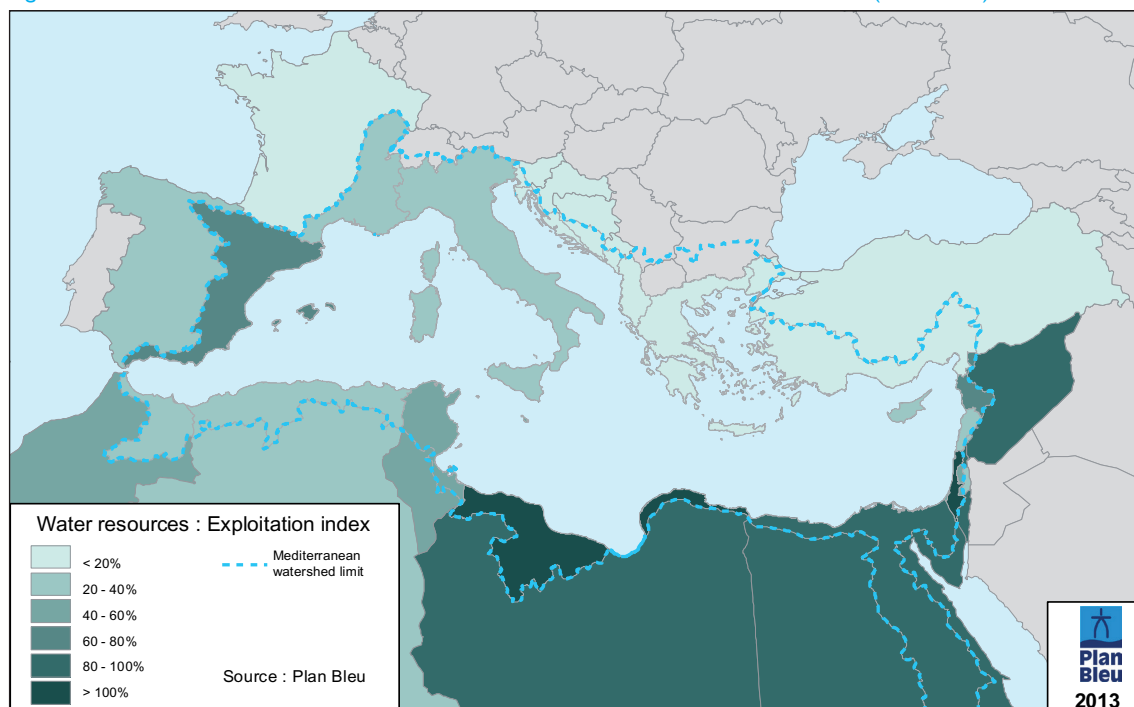 Water resources : Exploitation index
< 20%
20 - 40%
40 - 60%
60 - 80%
80 - 100%
> 100%
Mediterranean
watershed limit
Source : Plan Bleu
Plan
Bleu
2013